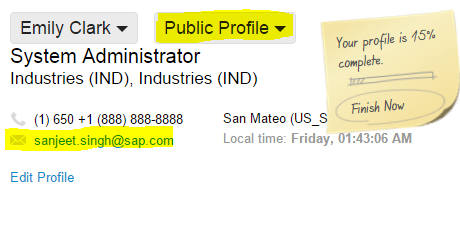 Emily Clark
Public Profile
System Administrator
Industries (IND), Industries (IND)
(1) 650 +1 (888) 888-8888
San Mateo (US_S
sanjeet.singh@sap.com
Local time: Friday, 01:43:06 AM
Edit Profile
Your profile is 15%
complete.
Finish Now